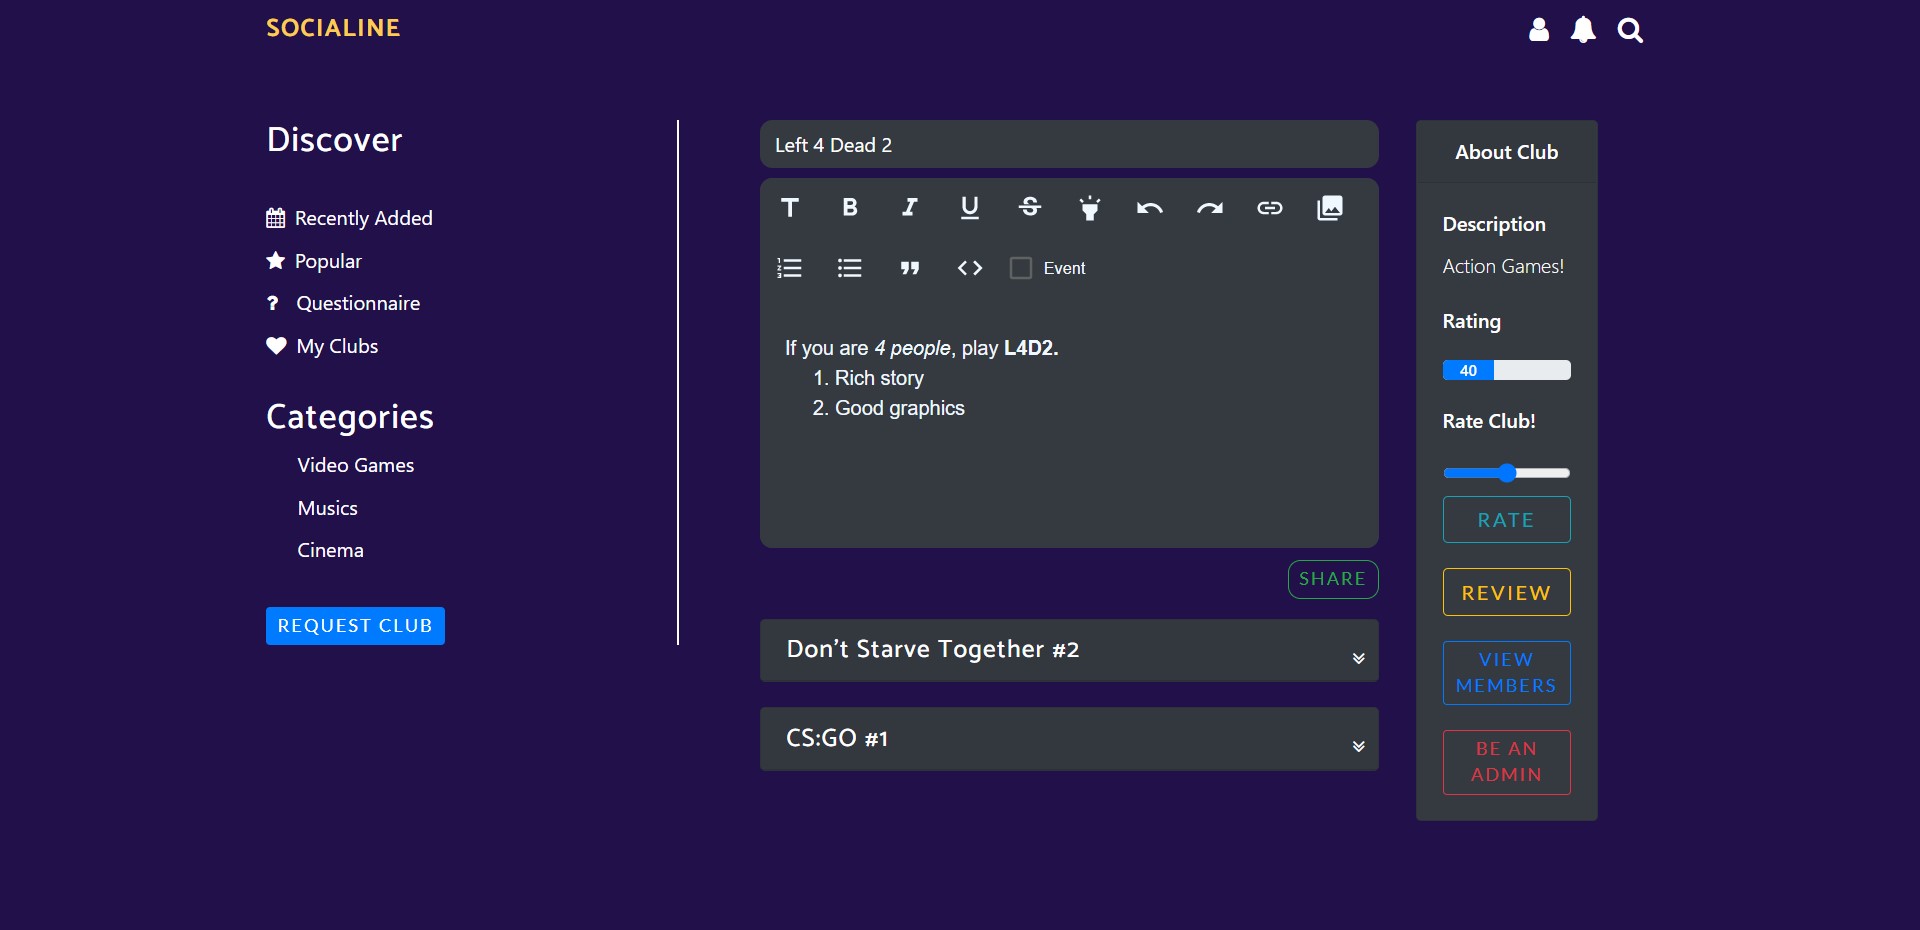 SOCIALINE
Discover
Recently Added
Popular
? Questionnaire
My Clubs
Categories
Video Games
Musics
Cinema
REQUEST CLUB
Left 4 Dead 2
T B I U S
Event
If you are 4 people, play L4D2.
1. Rich story
2. Good graphics
SHARE
Don't Starve Together #2
CS:GO #1
About Club
Description
Action Games!
Rating
40
Rate Club!
RATE
REVIEW
VIEW
MEMBERS
BE AN
ADMIN